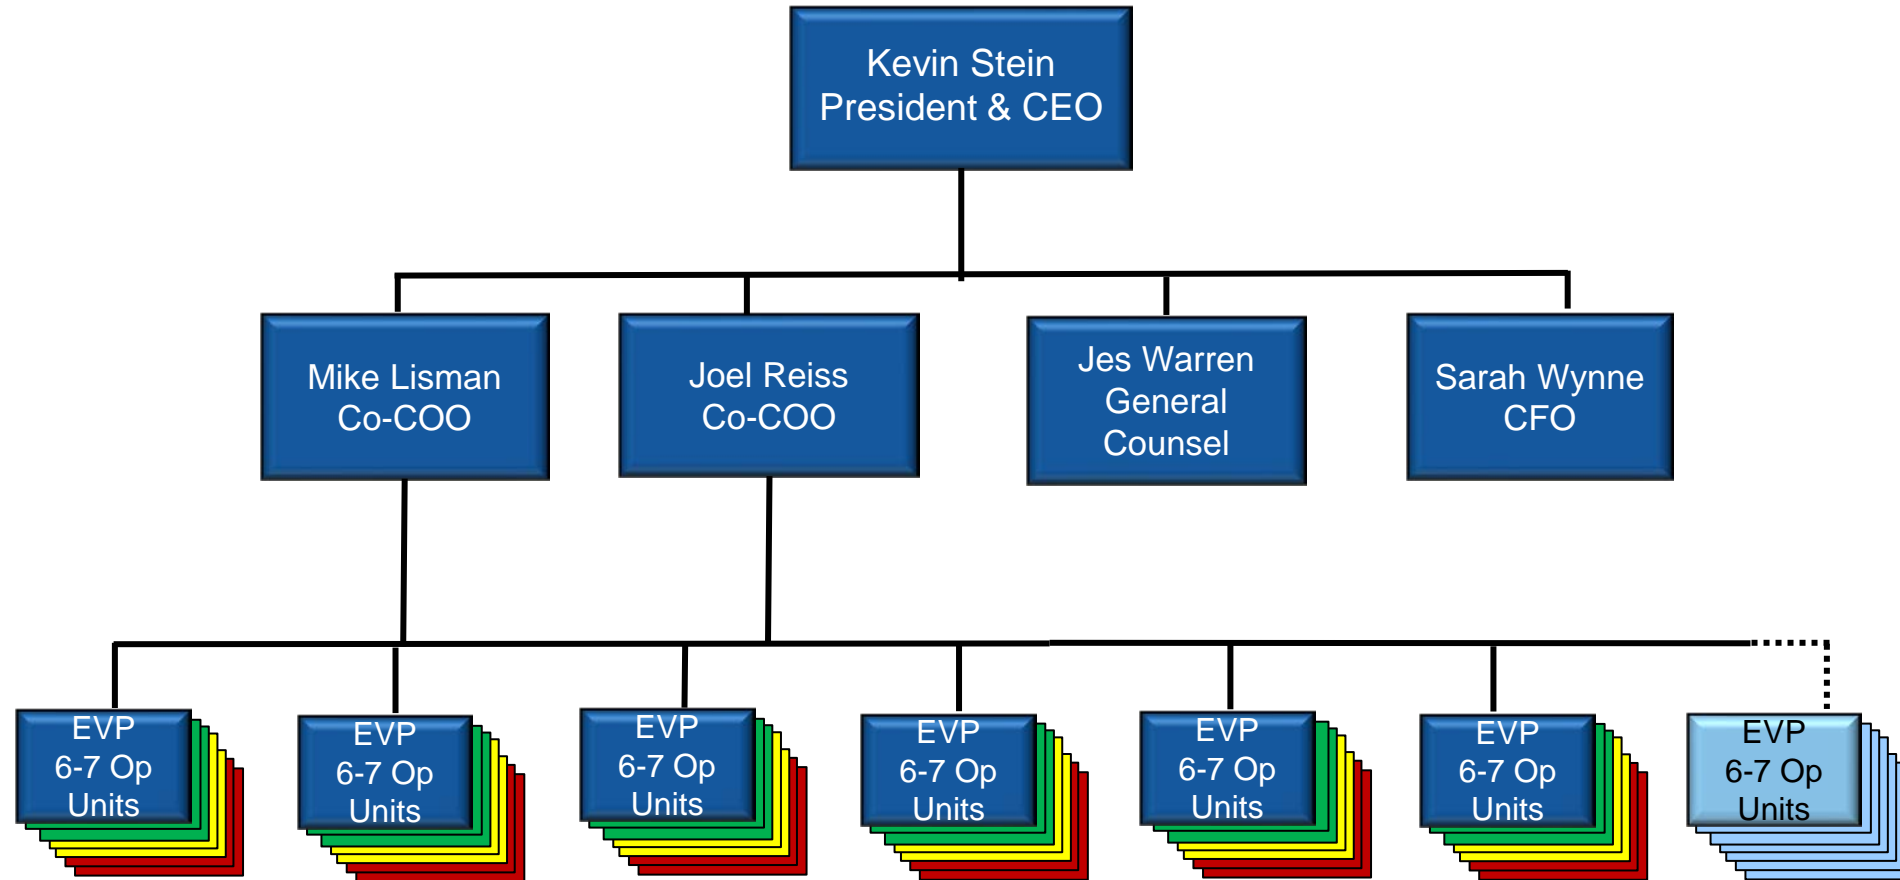 Kevin Stein
President & CEO
Mike Lisman
Co-COO
Joel Reiss
Co-COO
Jes Warren
General
Counsel
Sarah Wynne
CFO
EVP
6-7 Op
Units
EVP
6-7 Op
Units
EVP
6-7 Op
Units
EVP
6-7 Op
Units
EVP
6-7 Op
Units
EVP
6-7 Op
Units
EVP
6-7 Op
Units